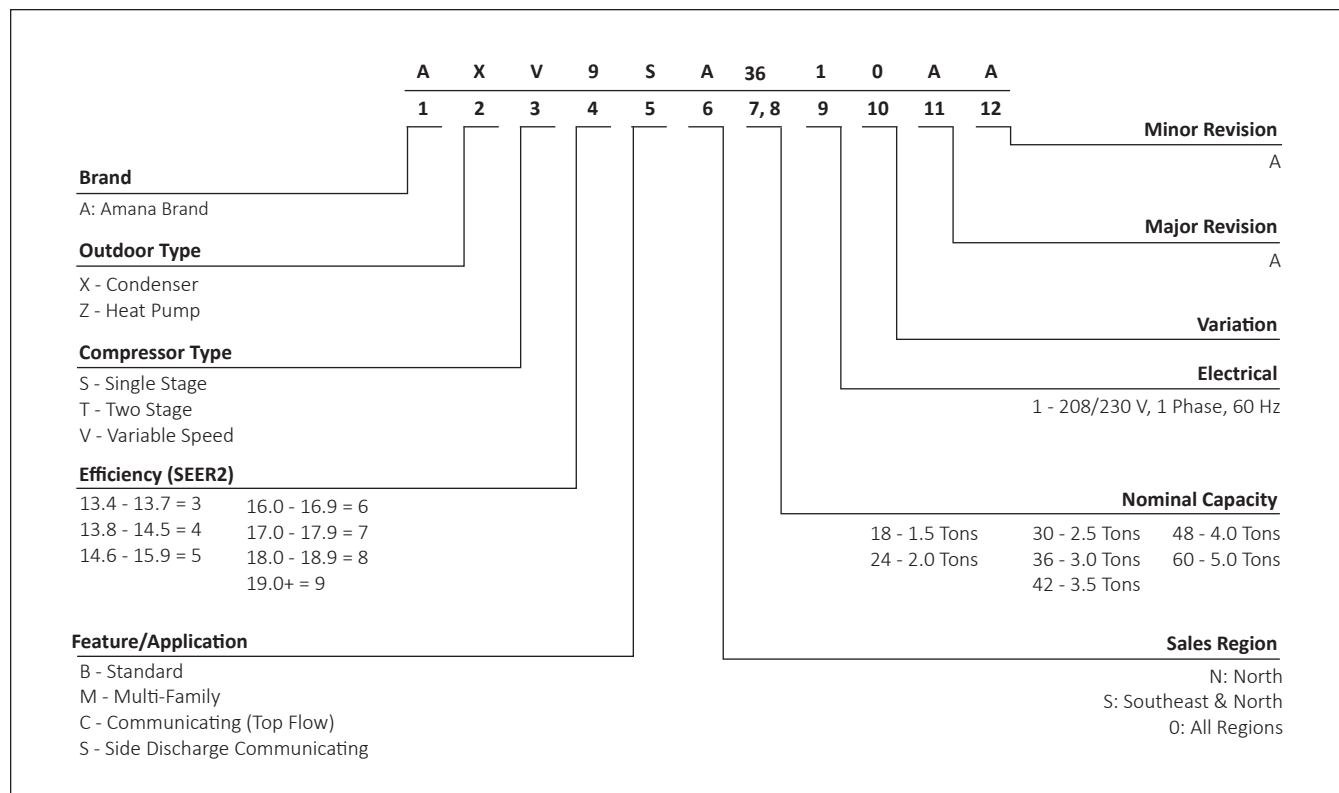 A X V 9 S A 36 1 0 A A
1 2 3 4 5 6 7, 8 9 10 11 12
Minor Revision
A
Brand
A: Amana Brand
Major Revision
A
Outdoor Type
X - Condenser
Z - Heat Pump
Variation
Compressor Type
S - Single Stage
T - Two Stage
V - Variable Speed
Electrical
1 - 208/230 V, 1 Phase, 60 Hz
Efficiency (SEER2)
13.4 - 13.7 = 3 16.0 - 16.9 = 6
13.8 - 14.5 = 4 17.0 - 17.9 = 7
14.6 - 15.9 = 5 18.0 - 18.9 = 8
19.0+ = 9
Nominal Capacity
18 - 1.5 Tons 30 - 2.5 Tons 48 - 4.0 Tons
24 - 2.0 Tons 36 - 3.0 Tons 60 - 5.0 Tons
42 - 3.5 Tons
Feature/Application
B - Standard
M - Multi-Family
C - Communicating (Top Flow)
S - Side Discharge Communicating
Sales Region
N: North
S: Southeast & North
0: All Regions